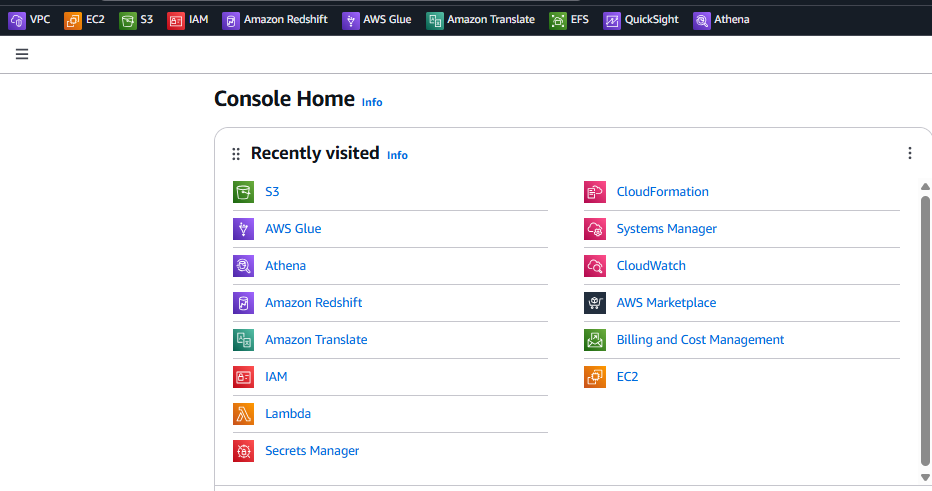 VPC EC2 S3 IAM Amazon Redshift AWS Glue Amazon Translate EFS QuickSight Athena
Console Home Info
Recently visited Info
S3
AWS Glue
Athena
Amazon Redshift
Amazon Translate
IAM
Lambda
Secrets Manager
CloudFormation
Systems Manager
CloudWatch
AWS Marketplace
Billing and Cost Management
EC2